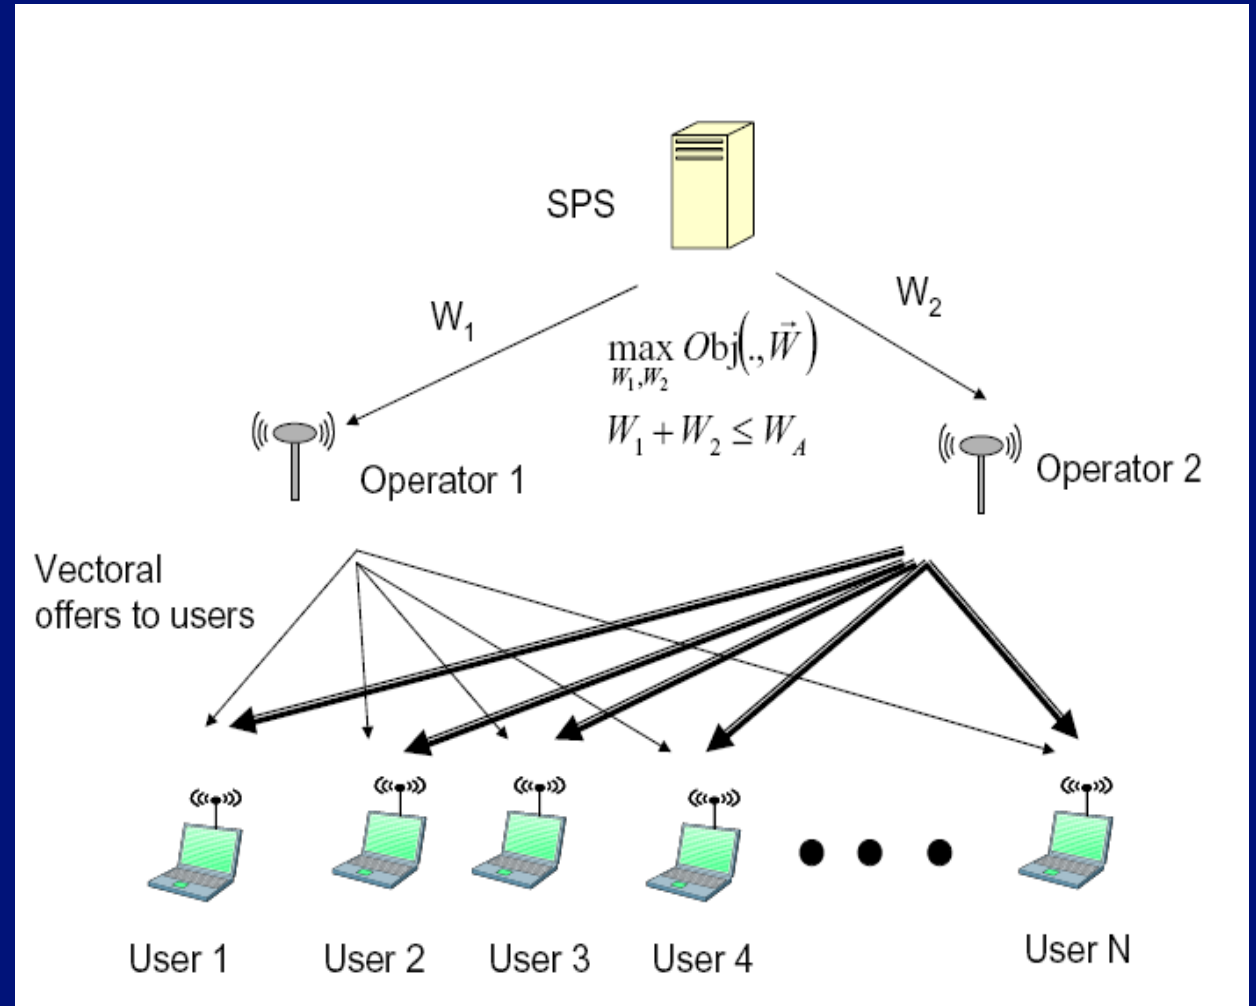 SPS
W₁
W₂
max Obj(., W⃗)
W₁,W₂
W₁ + W₂ ≤ W_A
Operator 1
Operator 2
Vectoral
offers to users
User 1
User 2
User 3
User 4
User N